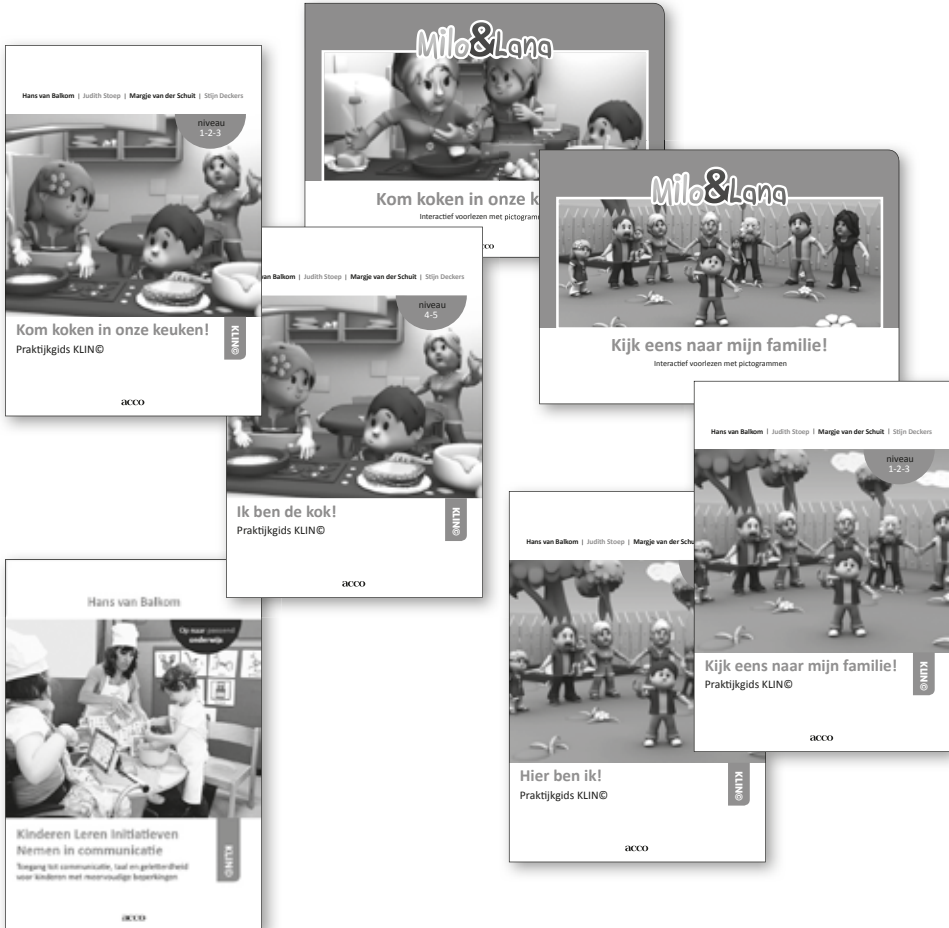 Hans van Balkom | Judith Stoep | Margje van der Schuit | Stijn Deckers
niveau
1-2-3
Kom koken in onze keuken!
Praktijkgids KLIN©
KLIN©
acco
Milo&Lana
Kom koken in onze k
Interactief voorlezen met pictogram
cco
van Balkom | Judith Stoep | Margje van der Schuit | Stijn Deckers
niveau
4-5
Ik ben de kok!
Praktijkgids KLIN©
KLIN©
acco
Milo&Lana
Kijk eens naar mijn familie!
Interactief voorlezen met pictogrammen
Hans van Balkom | Judith Stoep | Margje van der Schuit | Stijn Deckers
niveau
1-2-3
Kijk eens naar mijn familie!
Praktijkgids KLIN©
KLIN©
acco
Hans van Balkom | Judith Stoep | Margje van der Schu
Hier ben ik!
Praktijkgids KLIN©
KLIN©
acco
Hans van Balkom
Op naar passend
onderwijs
Kinderen Leren Initiatieven
Nemen in communicatie
Toegang tot communicatie, taal en geletterdheid
voor kinderen met meervoudige beperkingen
KLIN©
acco